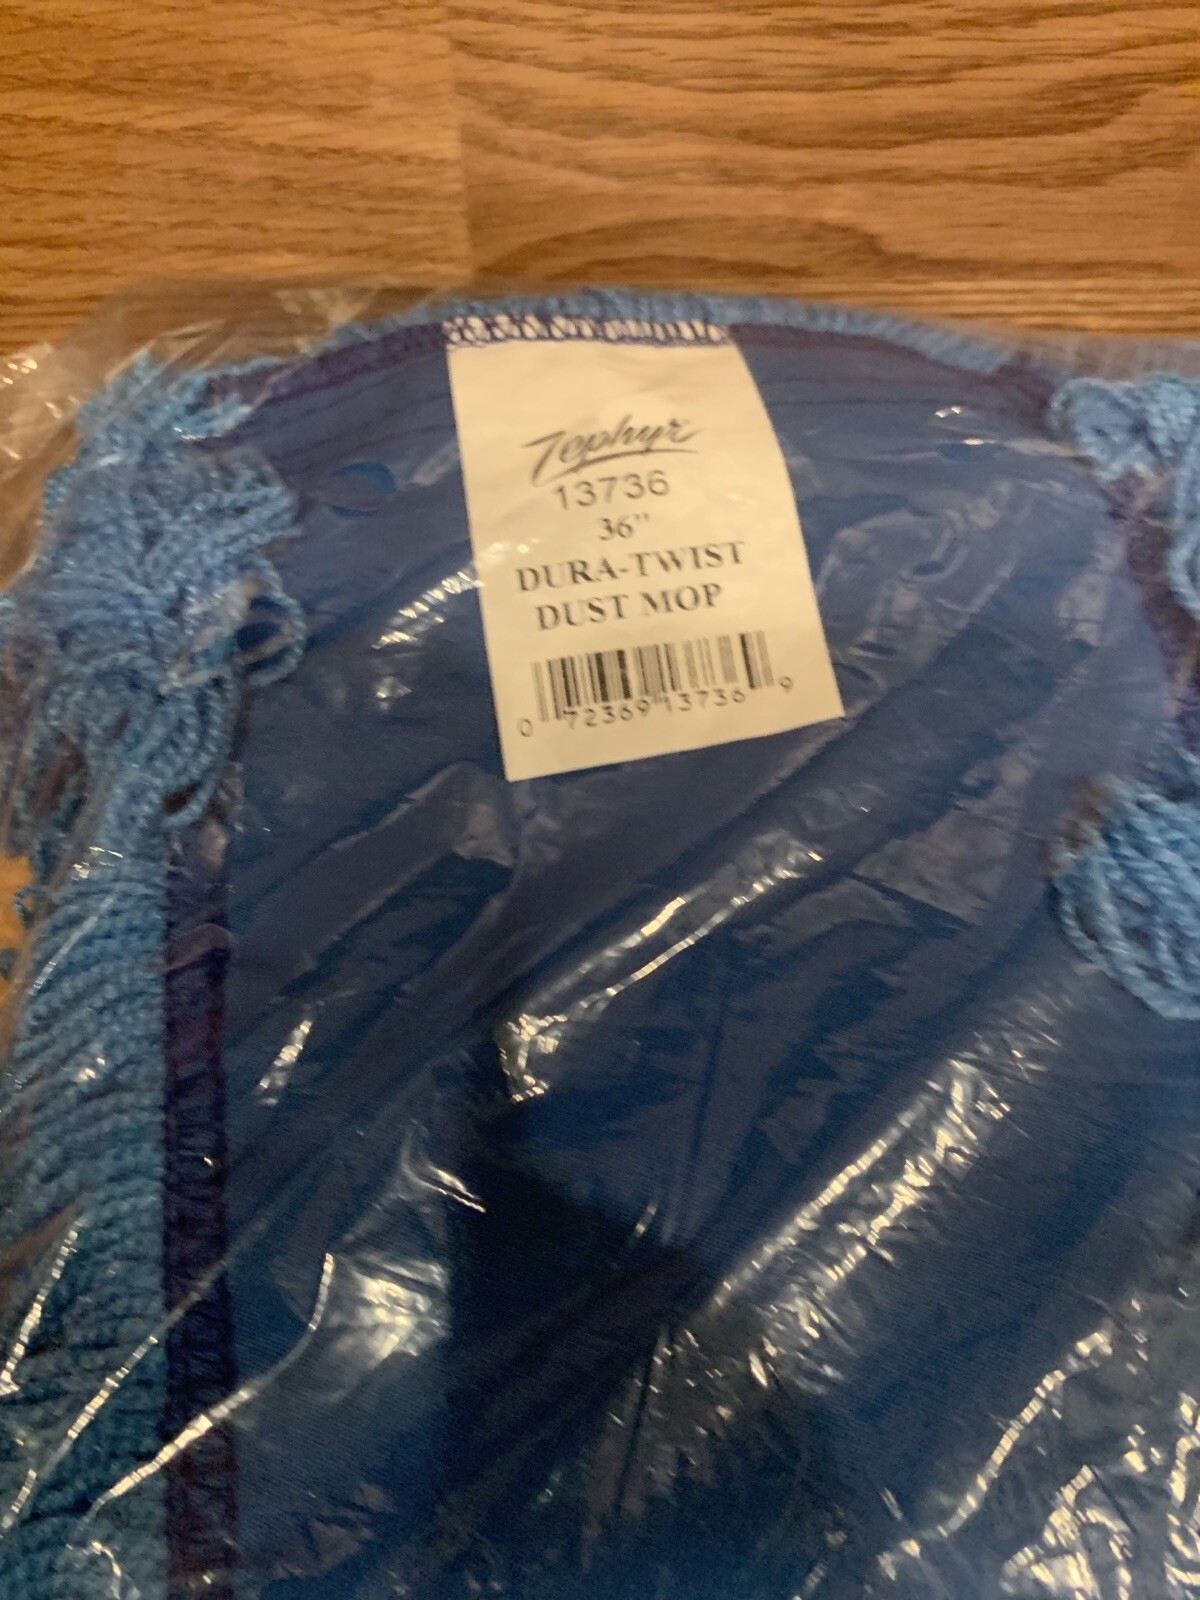 Zephyr
13736
36"
DURA-TWIST
DUST MOP
0 72369 13736 9